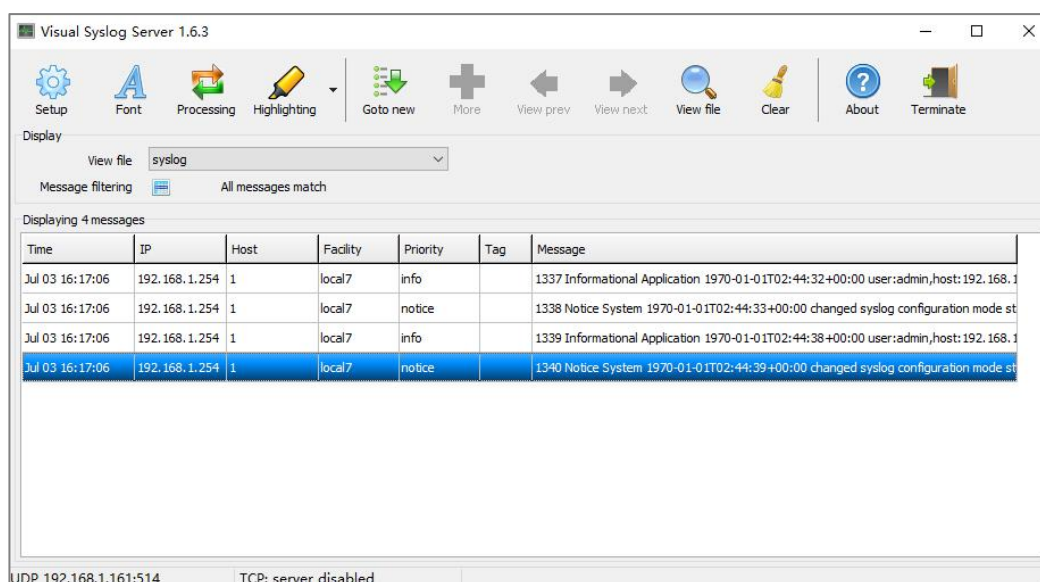 Visual Syslog Server 1.6.3
Setup Font Processing Highlighting Goto new More View prev View next View file Clear About Terminate
Display
View file syslog
Message filtering All messages match
Displaying 4 messages
Time IP Host Facility Priority Tag Message
Jul 03 16:17:06 192.168.1.254 1 local7 info 1337 Informational Application 1970-01-01T02:44:32+00:00 user:admin,host:192.168.1
Jul 03 16:17:06 192.168.1.254 1 local7 notice 1338 Notice System 1970-01-01T02:44:33+00:00 changed syslog configuration mode st
Jul 03 16:17:06 192.168.1.254 1 local7 info 1339 Informational Application 1970-01-01T02:44:38+00:00 user:admin,host:192.168.1
Jul 03 16:17:06 192.168.1.254 1 local7 notice 1340 Notice System 1970-01-01T02:44:39+00:00 changed syslog configuration mode st
UDP 192.168.1.161:514 TCP: server disabled